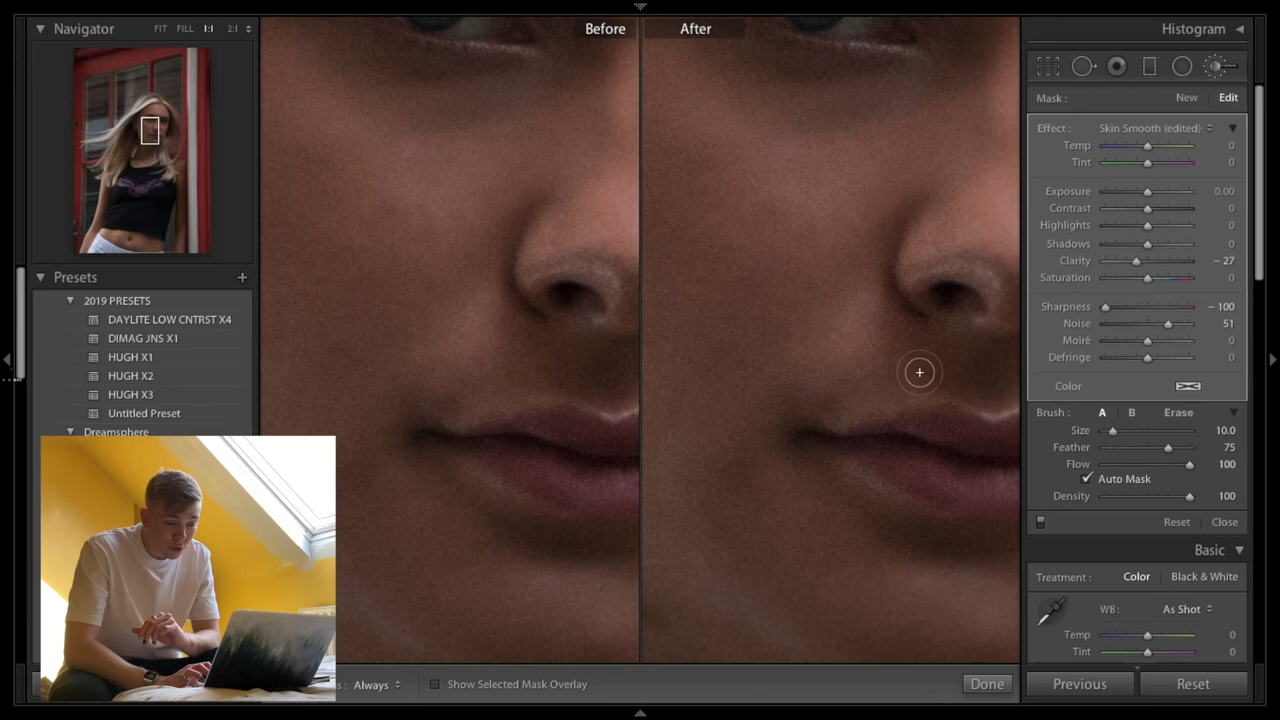 Navigator
FIT FILL 1:1 2:1
Before
After
Histogram
Mask : New Edit
Effect : Skin Smooth (edited)
Temp 0
Tint 0
Exposure 0.00
Contrast 0
Highlights 0
Shadows 0
Clarity – 27
Saturation 0
Sharpness – 100
Noise 51
Moiré 0
Defringe 0
Color
Brush : A B Erase
Size 10.0
Feather 75
Flow 100
Auto Mask
Density 100
Reset Close
Basic
Treatment : Color Black & White
WB : As Shot
Temp 0
Tint 0
Previous Reset
Presets +
2019 PRESETS
DAYLITE LOW CNTRST X4
DIMAG JNS X1
HUGH X1
HUGH X2
HUGH X3
Untitled Preset
Dreamsphere
Always
Show Selected Mask Overlay
Done